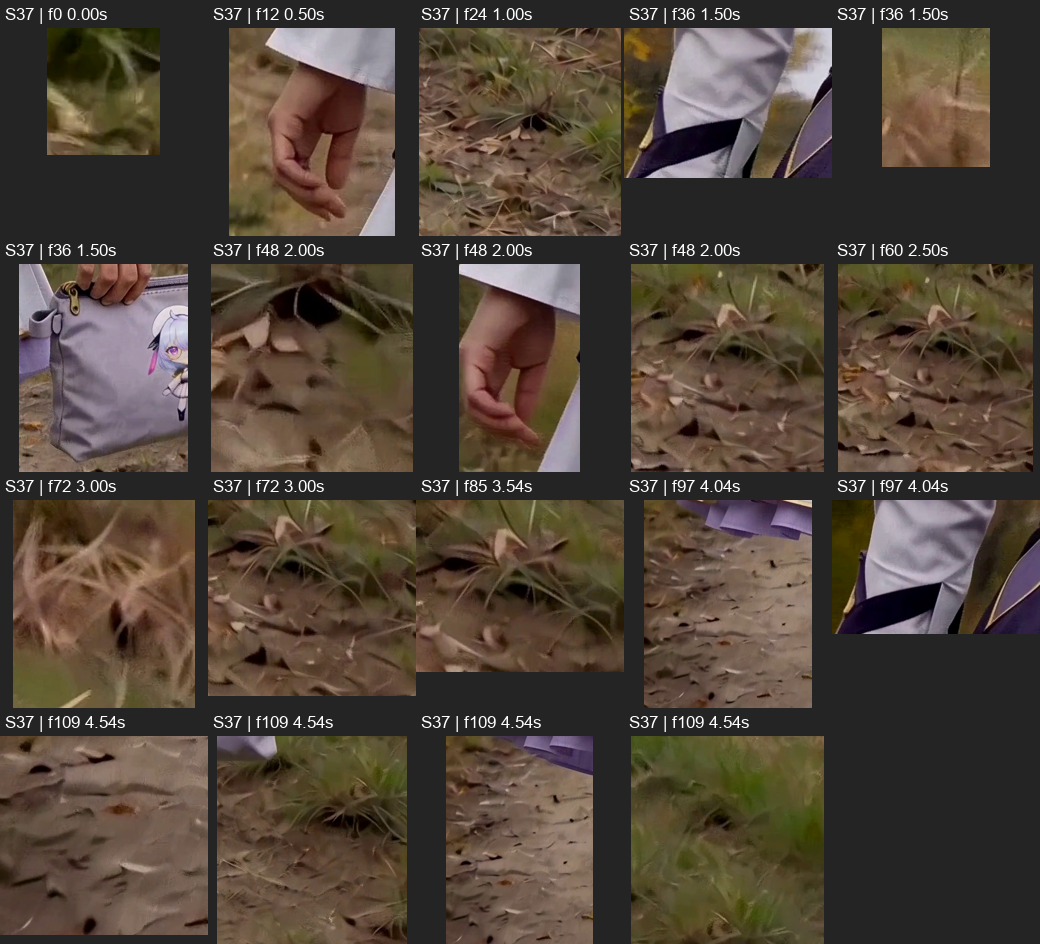 S37 | f0 0.00s
S37 | f12 0.50s
S37 | f24 1.00s
S37 | f36 1.50s
S37 | f36 1.50s
S37 | f36 1.50s
S37 | f48 2.00s
S37 | f48 2.00s
S37 | f48 2.00s
S37 | f60 2.50s
S37 | f72 3.00s
S37 | f72 3.00s
S37 | f85 3.54s
S37 | f97 4.04s
S37 | f97 4.04s
S37 | f109 4.54s
S37 | f109 4.54s
S37 | f109 4.54s
S37 | f109 4.54s